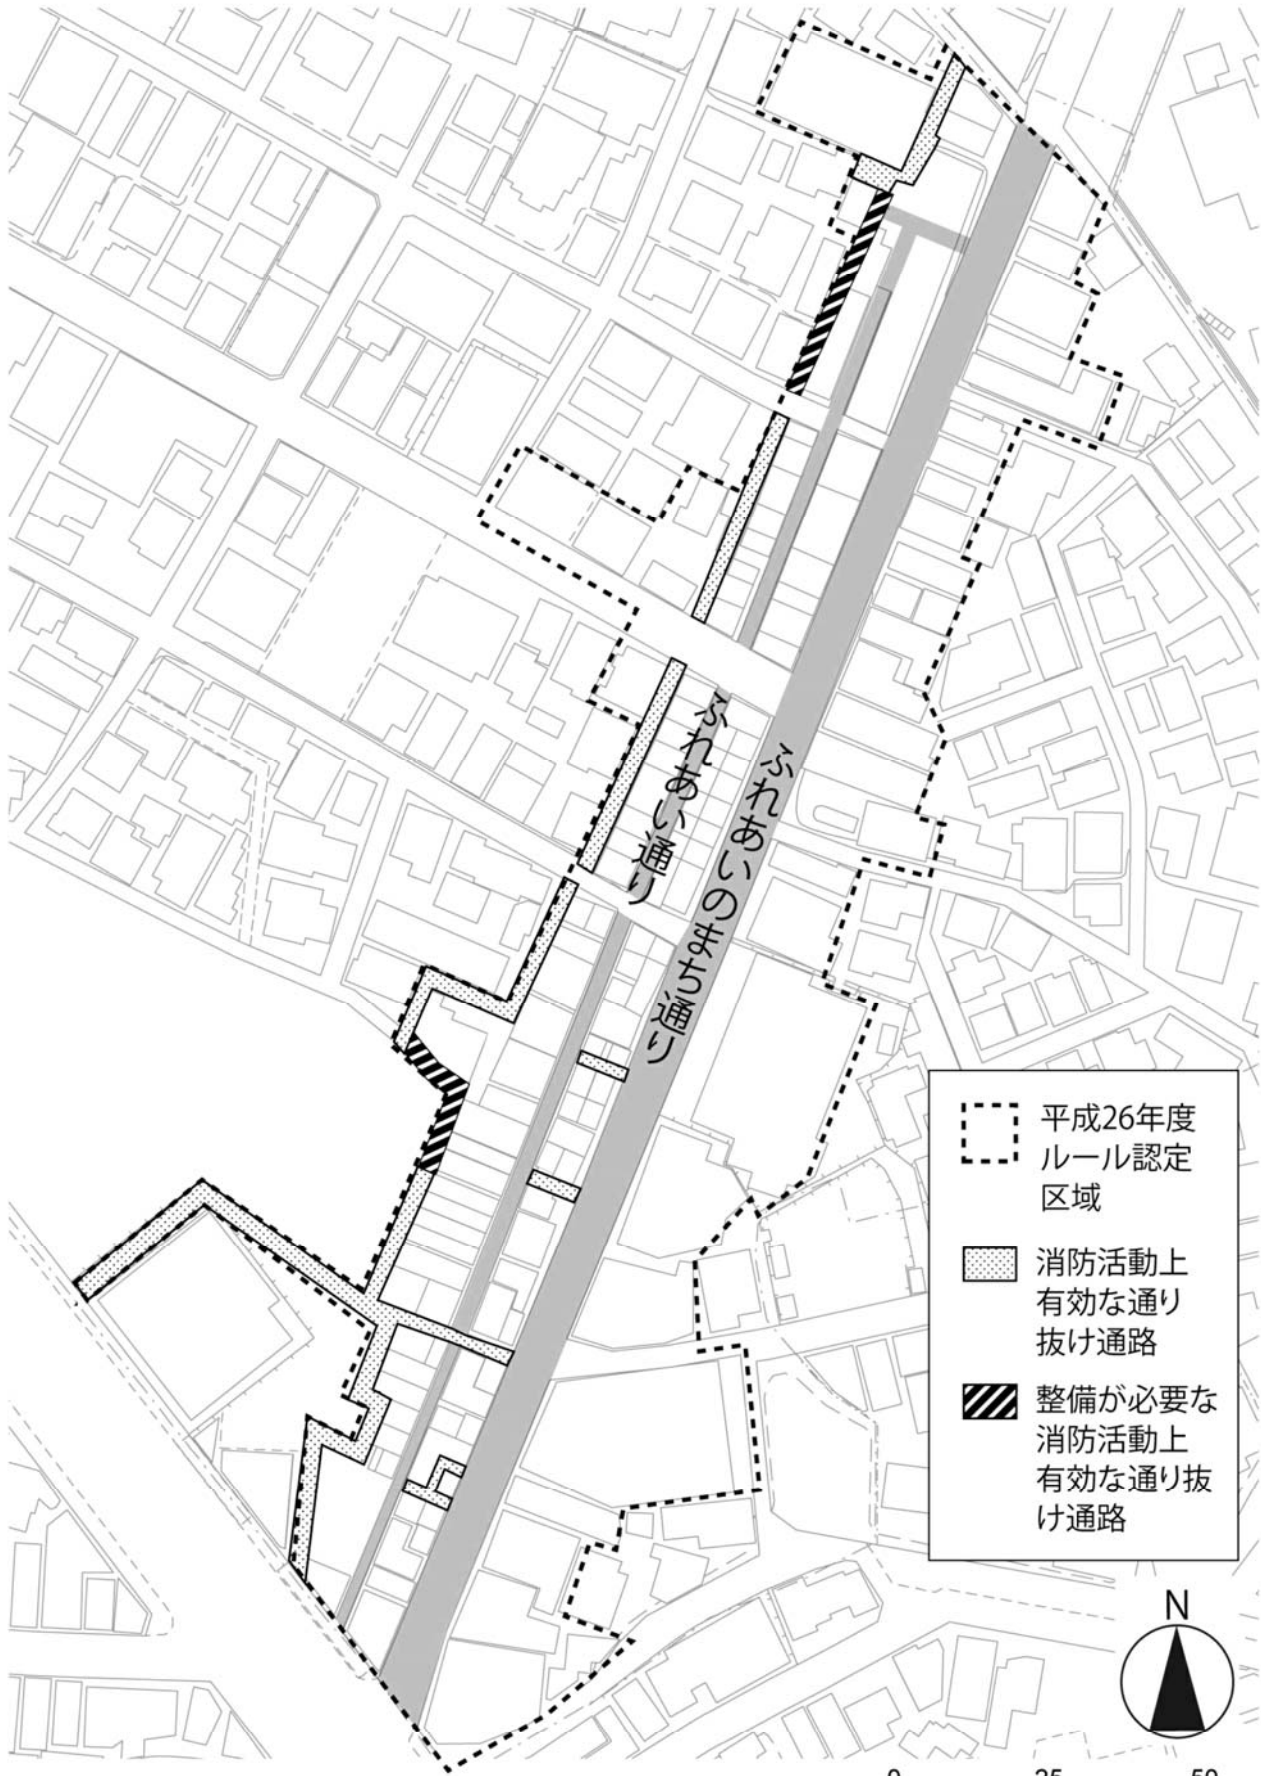 ふれあい通り
ふれあいのまち通り
平成26年度
ルール認定
区域
消防活動上
有効な通り
抜け通路
整備が必要な
消防活動上
有効な通り抜
け通路
N
0 25 50